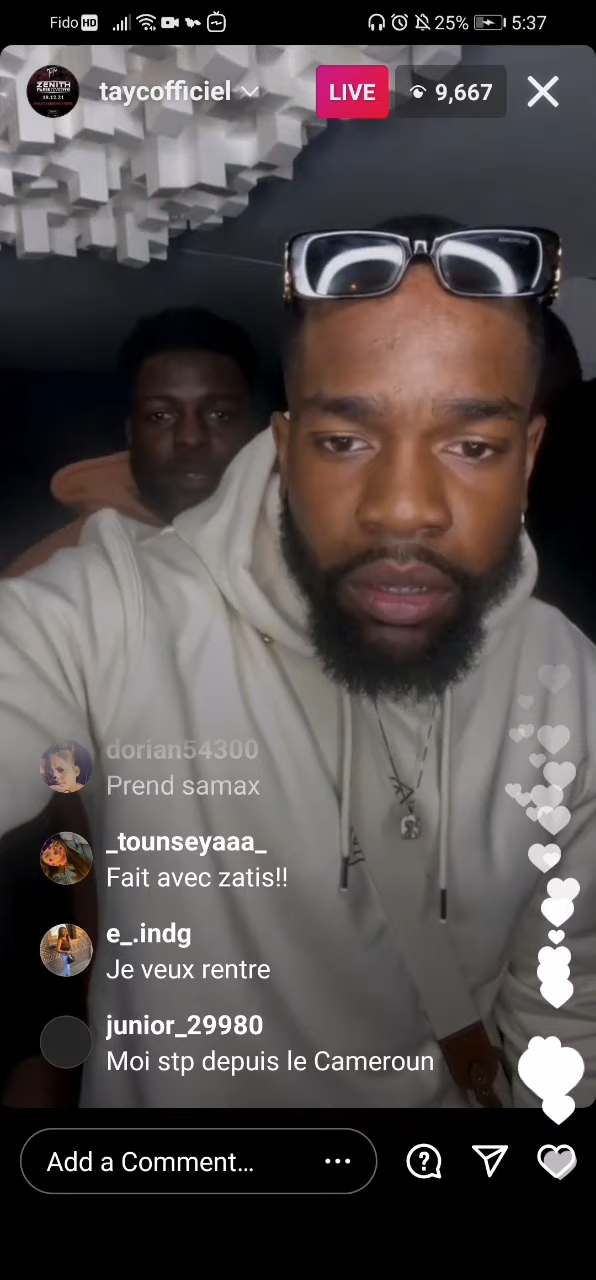 Fido HD 25% 5:37
ZENITH
taycofficiel LIVE 9,667
dorian54300
Prend samax
_tounseyaaa_
Fait avec zatis!!
e_.indg
Je veux rentre
junior_29980
Moi stp depuis le Cameroun
Add a Comment...